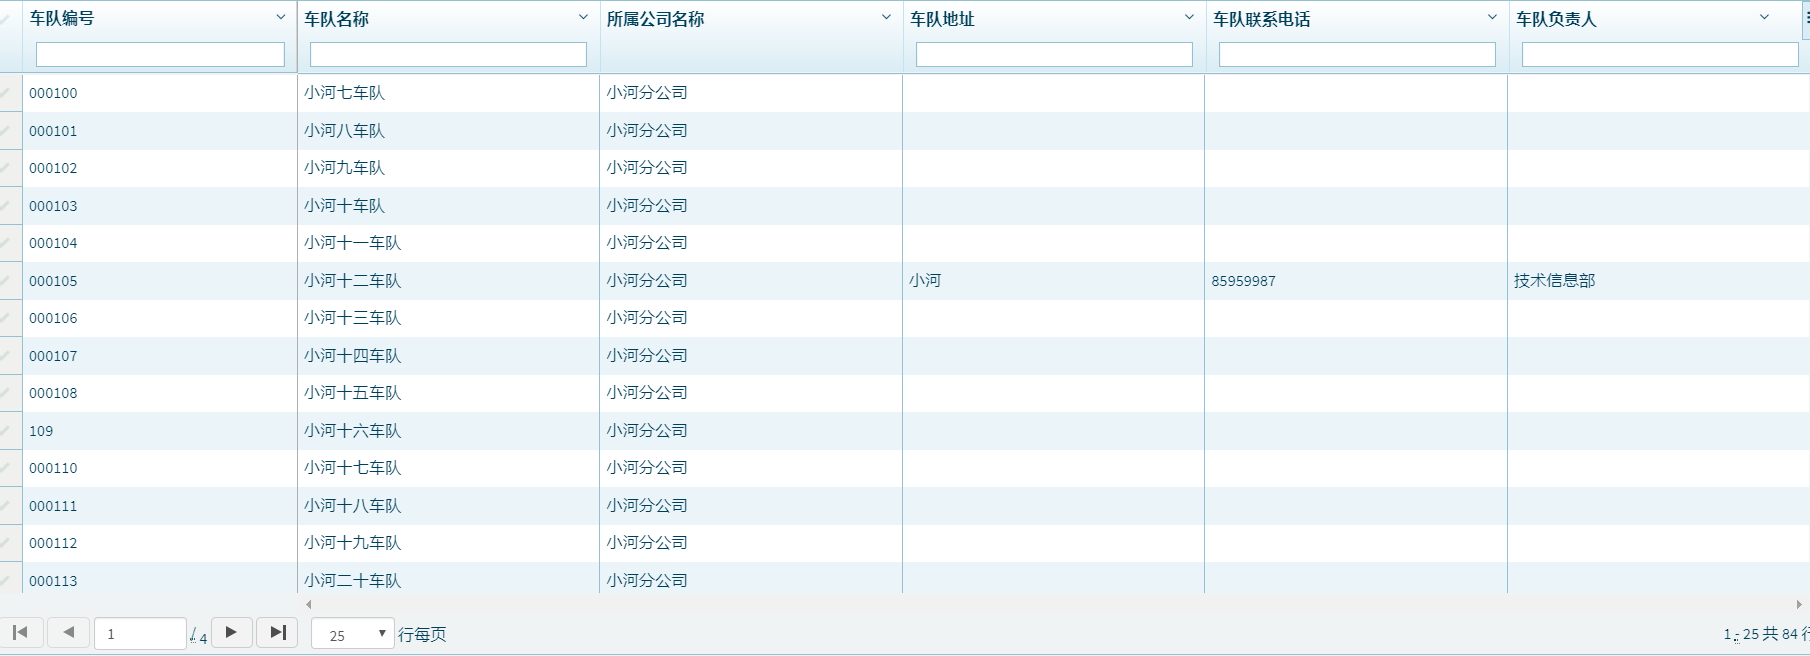 车队编号 车队名称 所属公司名称 车队地址 车队联系电话 车队负责人
000100 小河七车队 小河分公司
000101 小河八车队 小河分公司
000102 小河九车队 小河分公司
000103 小河十车队 小河分公司
000104 小河十一车队 小河分公司
000105 小河十二车队 小河分公司 小河 85959987 技术信息部
000106 小河十三车队 小河分公司
000107 小河十四车队 小河分公司
000108 小河十五车队 小河分公司
109 小河十六车队 小河分公司
000110 小河十七车队 小河分公司
000111 小河十八车队 小河分公司
000112 小河十九车队 小河分公司
000113 小河二十车队 小河分公司
1 / 4 25 行每页 1 - 25 共 84 行